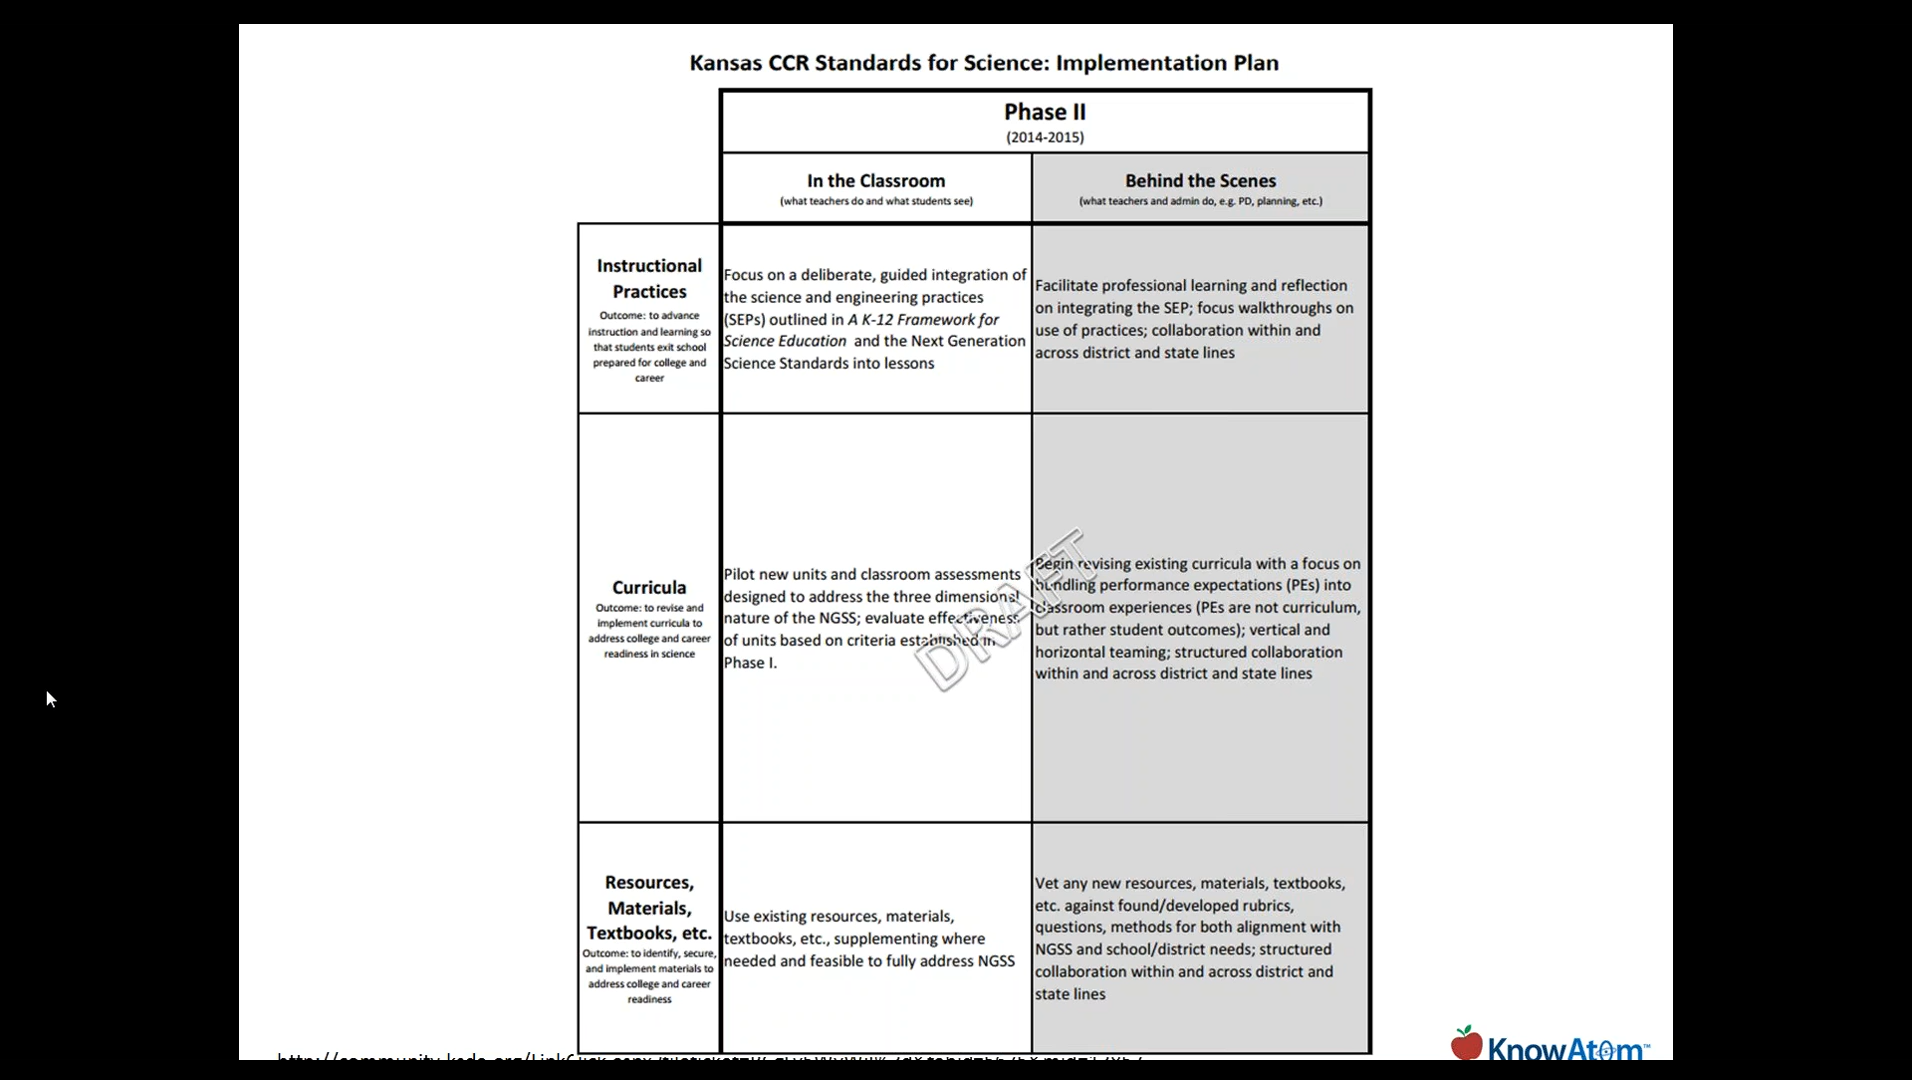 Kansas CCR Standards for Science: Implementation Plan
Phase II
(2014-2015)
In the Classroom
(what teachers do and what students see)
Behind the Scenes
(what teachers and admin do, e.g. PD, planning, etc.)
Instructional
Practices
Outcome: to advance
instruction and learning so
that students exit school
prepared for college and
career
Focus on a deliberate, guided integration of
the science and engineering practices
(SEPs) outlined in A K-12 Framework for
Science Education and the Next Generation
Science Standards into lessons
Facilitate professional learning and reflection
on integrating the SEP; focus walkthroughs on
use of practices; collaboration within and
across district and state lines
Curricula
Outcome: to revise and
implement curricula to
address college and career
readiness in science
Pilot new units and classroom assessments
designed to address the three dimensional
nature of the NGSS; evaluate effectiveness
of units based on criteria established in
Phase I.
Begin revising existing curricula with a focus on
bundling performance expectations (PEs) into
classroom experiences (PEs are not curriculum,
but rather student outcomes); vertical and
horizontal teaming; structured collaboration
within and across district and state lines
DRAFT
Resources,
Materials,
Textbooks, etc.
Outcome: to identify, secure,
and implement materials to
address college and career
readiness
Use existing resources, materials,
textbooks, etc., supplementing where
needed and feasible to fully address NGSS
Vet any new resources, materials, textbooks,
etc. against found/developed rubrics,
questions, methods for both alignment with
NGSS and school/district needs; structured
collaboration within and across district and
state lines
KnowAtom™